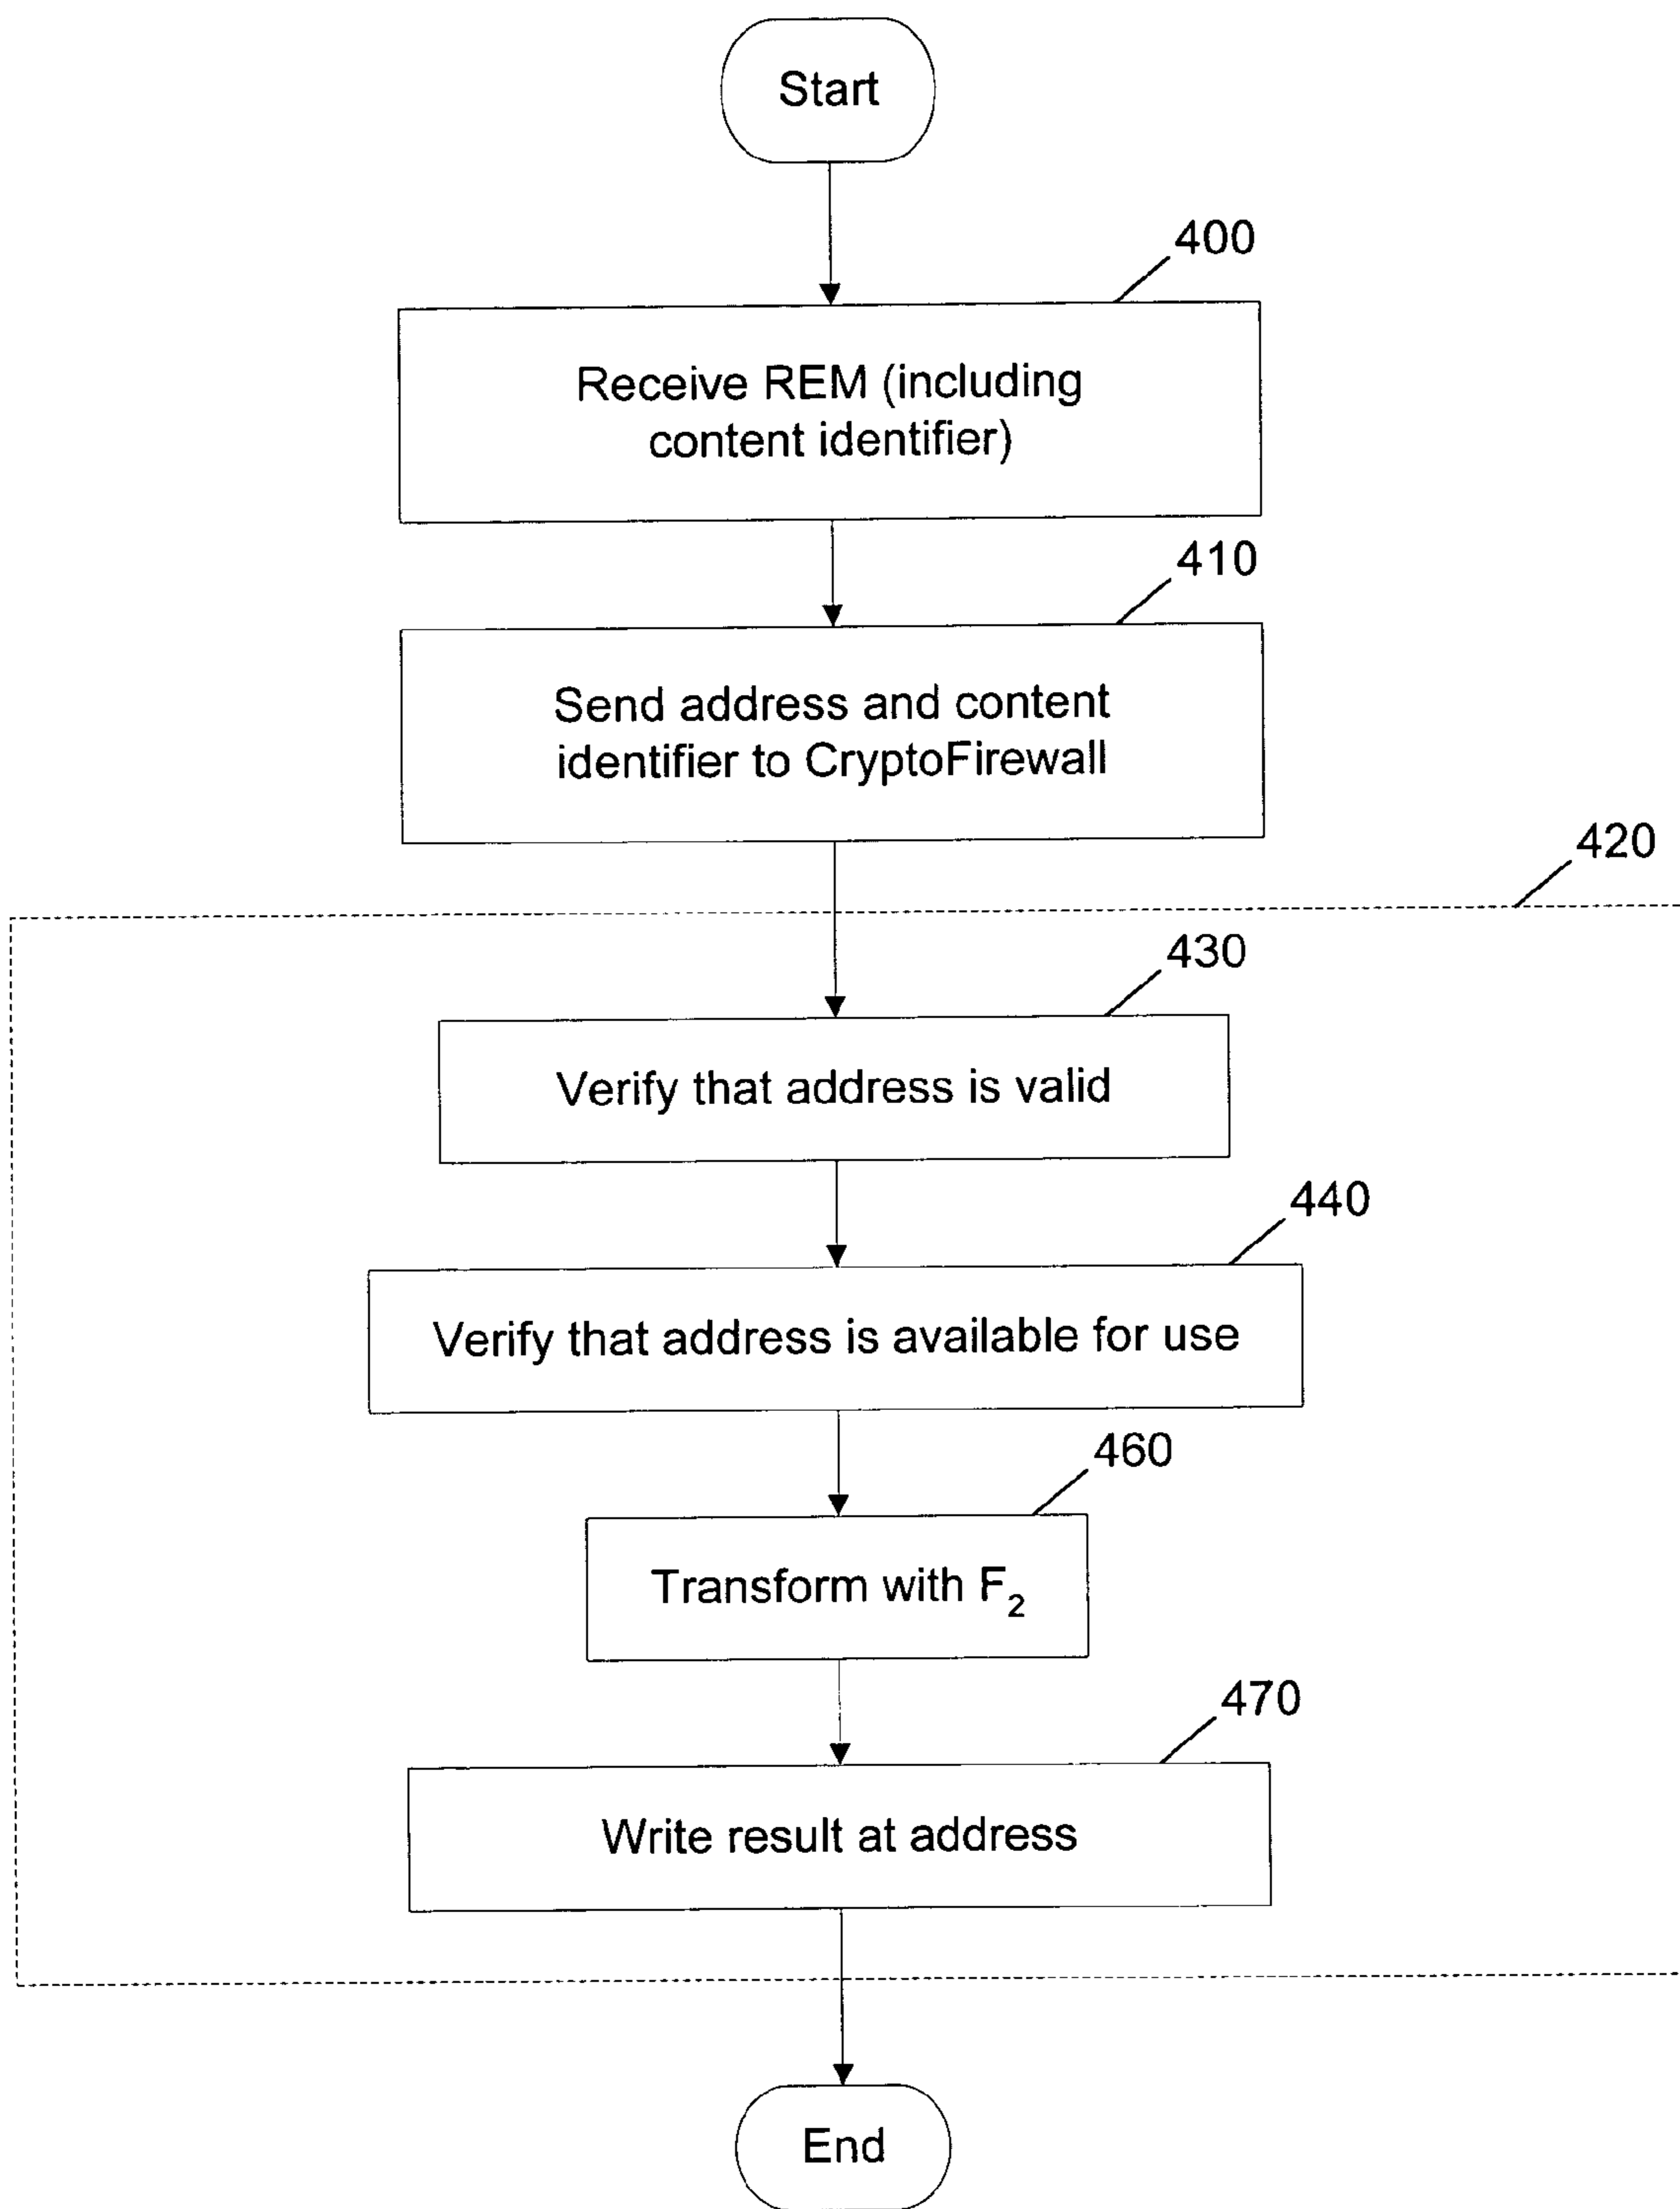 Start
400
Receive REM (including
content identifier)
410
Send address and content
identifier to CryptoFirewall
420
430
Verify that address is valid
440
Verify that address is available for use
460
Transform with F₂
470
Write result at address
End